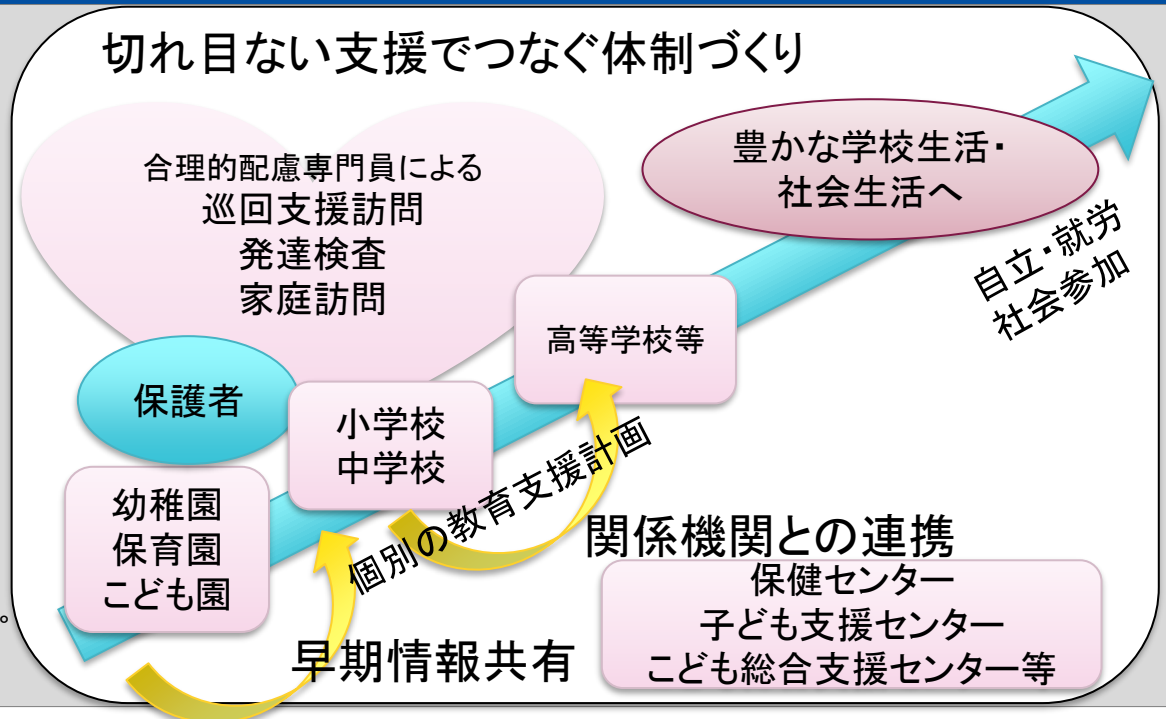 切れ目ない支援でつなぐ体制づくり
合理的配慮専門員による
巡回支援訪問
発達検査
家庭訪問
豊かな学校生活・
社会生活へ
自立・就労
社会参加
高等学校等
保護者
小学校
中学校
個別の教育支援計画
幼稚園
保育園
こども園
関係機関との連携
保健センター
子ども支援センター
こども総合支援センター等
早期情報共有
。